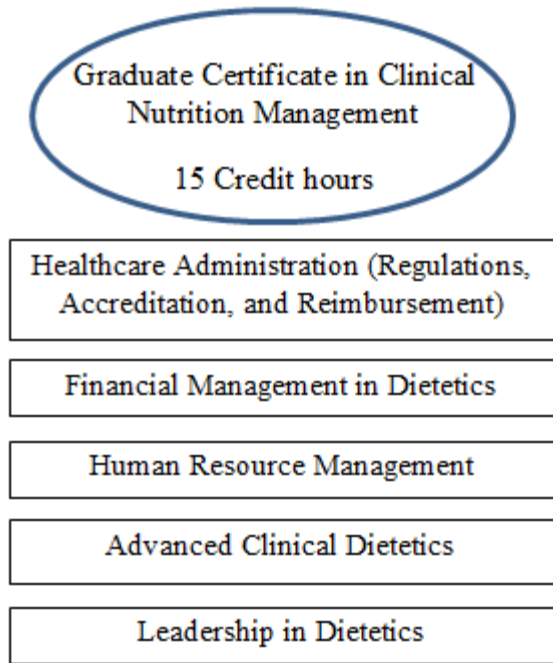 Graduate Certificate in Clinical
Nutrition Management
15 Credit hours
Healthcare Administration (Regulations,
Accreditation, and Reimbursement)
Financial Management in Dietetics
Human Resource Management
Advanced Clinical Dietetics
Leadership in Dietetics